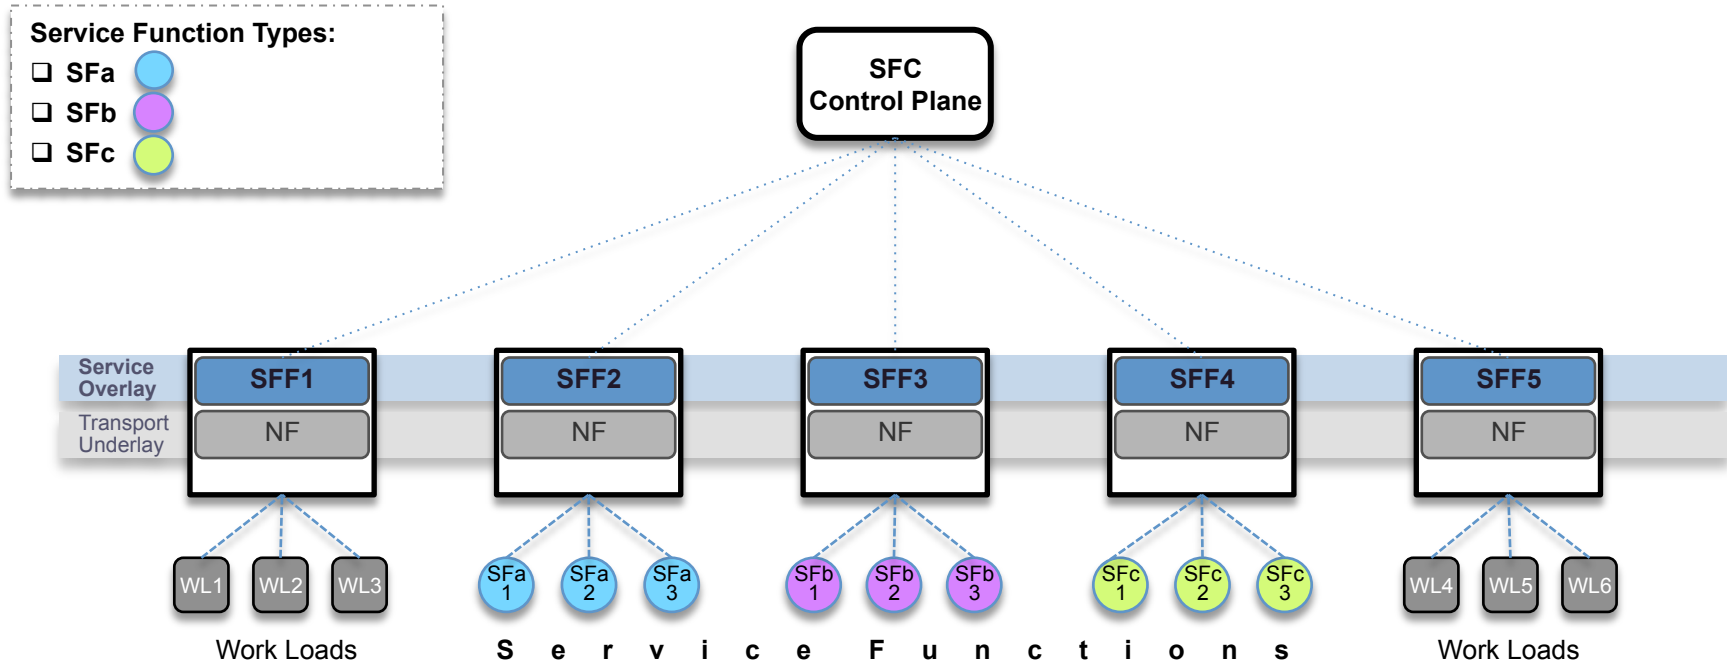 Service Function Types:
❑ SFa
❑ SFb
❑ SFc
SFC
Control Plane
Service
Overlay
SFF1
SFF2
SFF3
SFF4
SFF5
Transport
Underlay
NF
NF
NF
NF
NF
WL1
WL2
WL3
SFa
1
SFa
2
SFa
3
SFb
1
SFb
2
SFb
3
SFc
1
SFc
2
SFc
3
WL4
WL5
WL6
Work Loads
S e r v i c e F u n c t i o n s
Work Loads